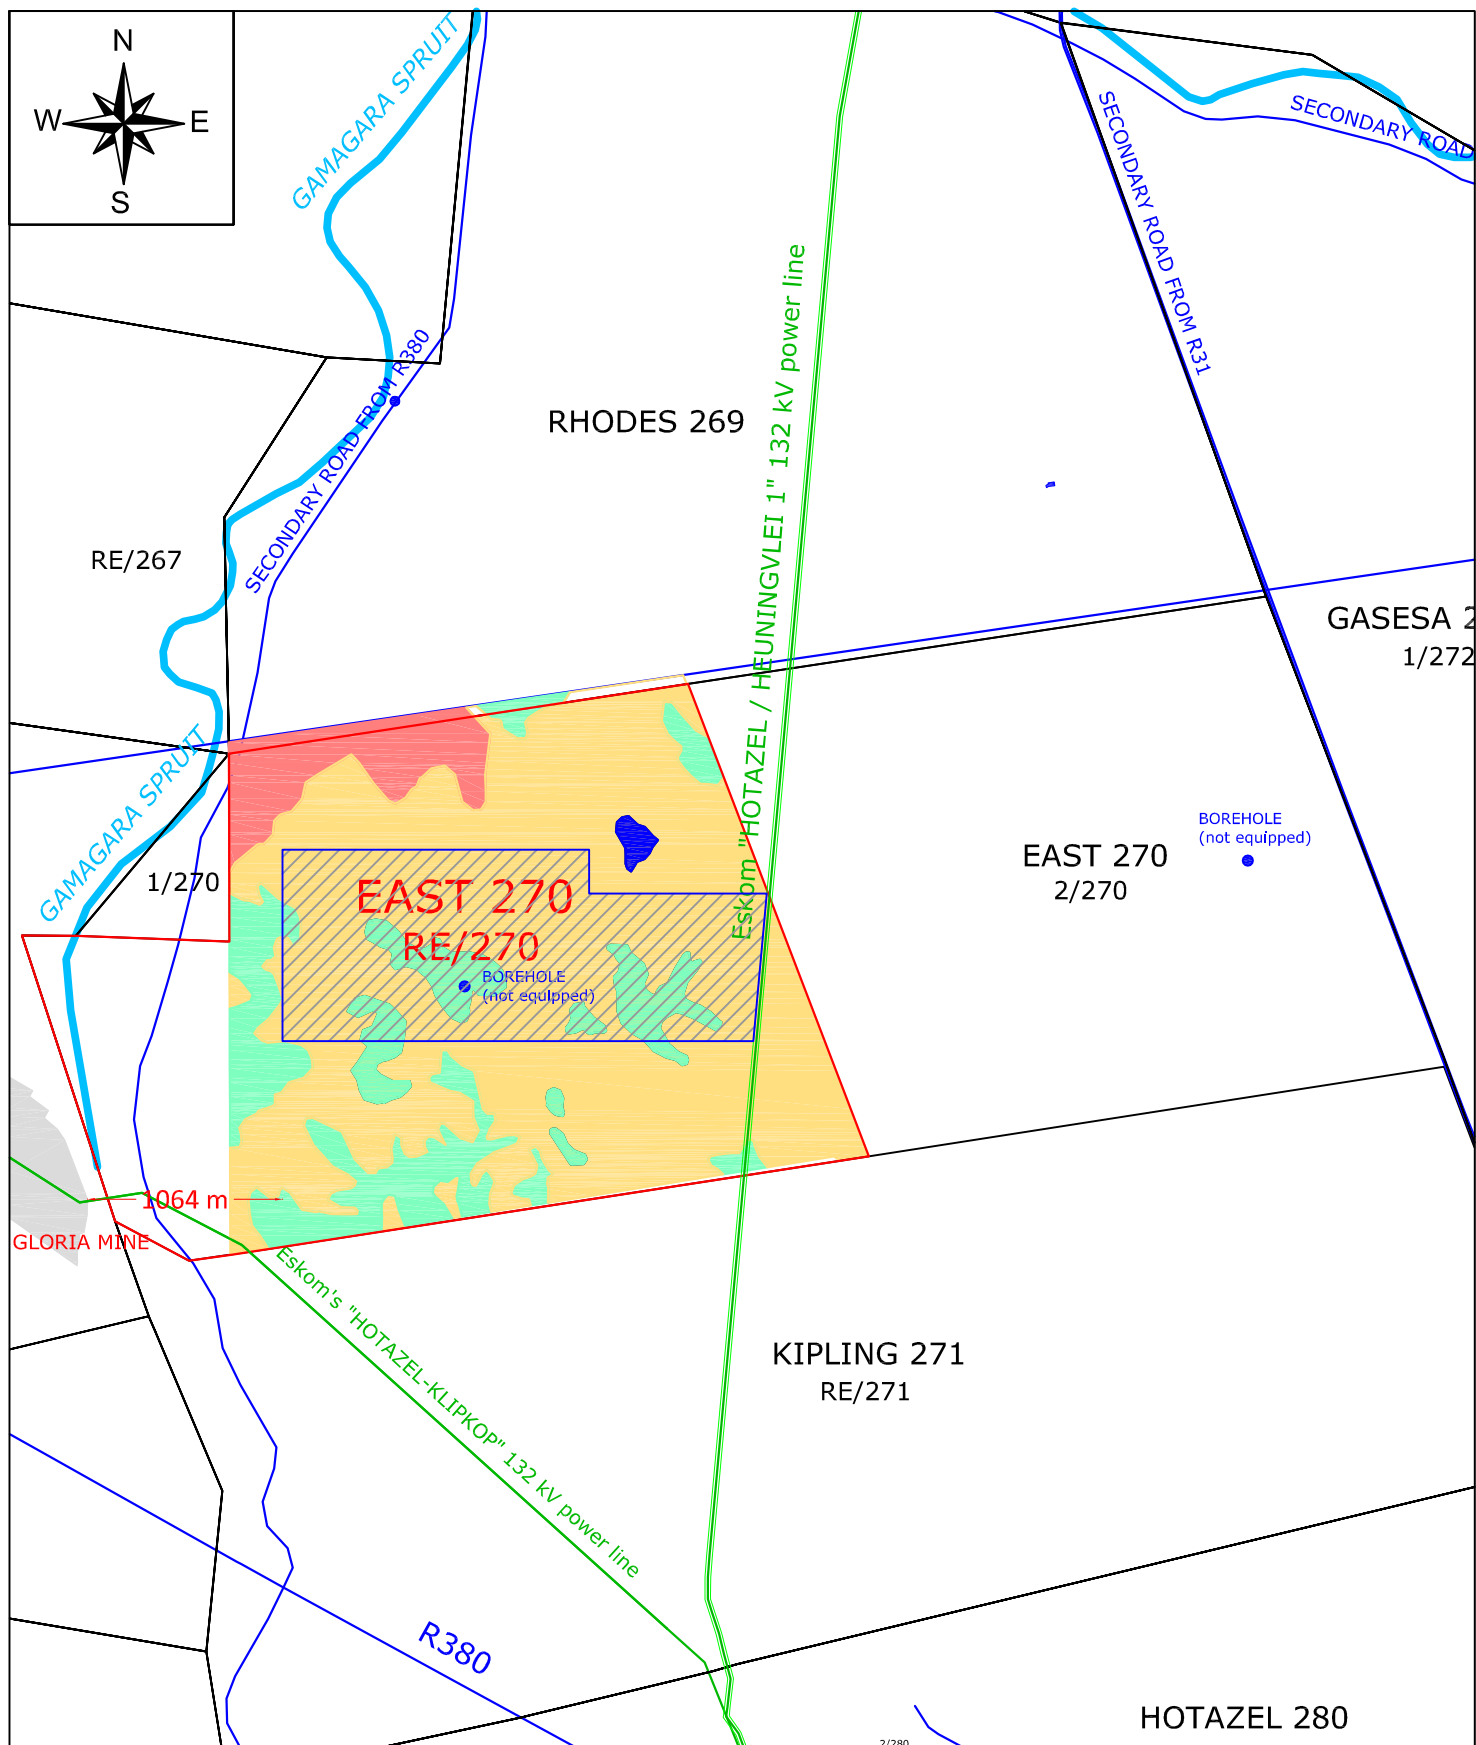 N
W
E
S
GAMAGARA SPRUIT
SECONDARY ROAD
SECONDARY ROAD FROM R31
Eskom "HOTAZEL / HEUNINGVLEI 1" 132 kV power line
SECONDARY ROAD FROM R380
RHODES 269
RE/267
GASESA 2
1/272
GAMAGARA SPRUIT
BOREHOLE
(not equipped)
EAST 270
2/270
1/270
EAST 270
RE/270
BOREHOLE
(not equipped)
1064 m
GLORIA MINE
Eskom's "HOTAZEL-KLIPKOP" 132 kV power line
KIPLING 271
RE/271
R380
HOTAZEL 280
2/280